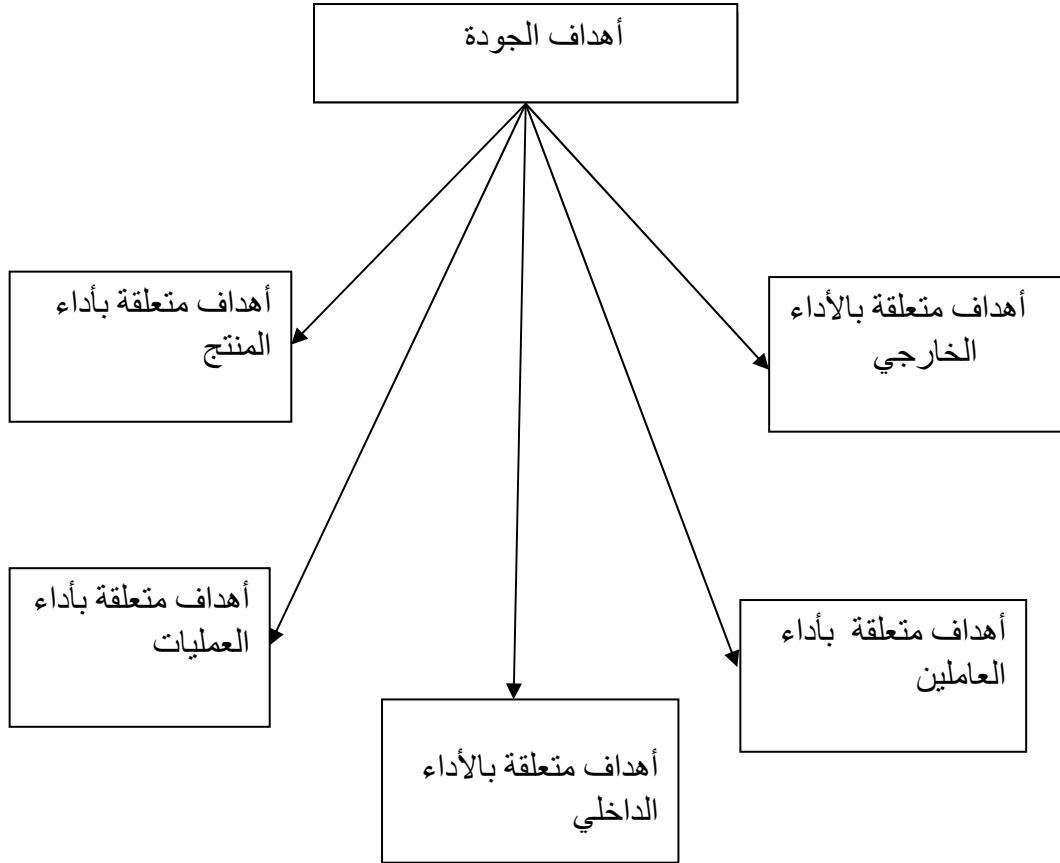 أهداف الجودة
أهداف متعلقة بالأداء
الخارجي
أهداف متعلقة بأداء
المنتج
أهداف متعلقة بأداء
العاملين
أهداف متعلقة بأداء
العمليات
أهداف متعلقة بالأداء
الداخلي